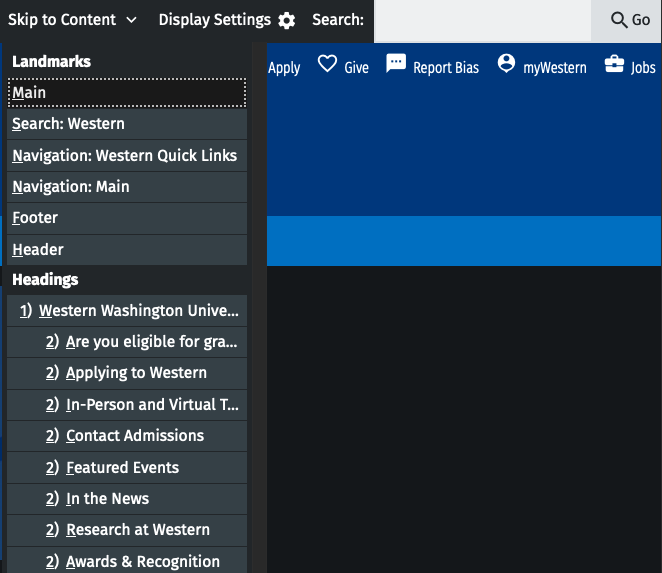 Skip to Content Display Settings Search: Go
Apply Give Report Bias myWestern Jobs
Landmarks
Main
Search: Western
Navigation: Western Quick Links
Navigation: Main
Footer
Header
Headings
1) Western Washington Unive...
2) Are you eligible for gra...
2) Applying to Western
2) In-Person and Virtual T...
2) Contact Admissions
2) Featured Events
2) In the News
2) Research at Western
2) Awards & Recognition